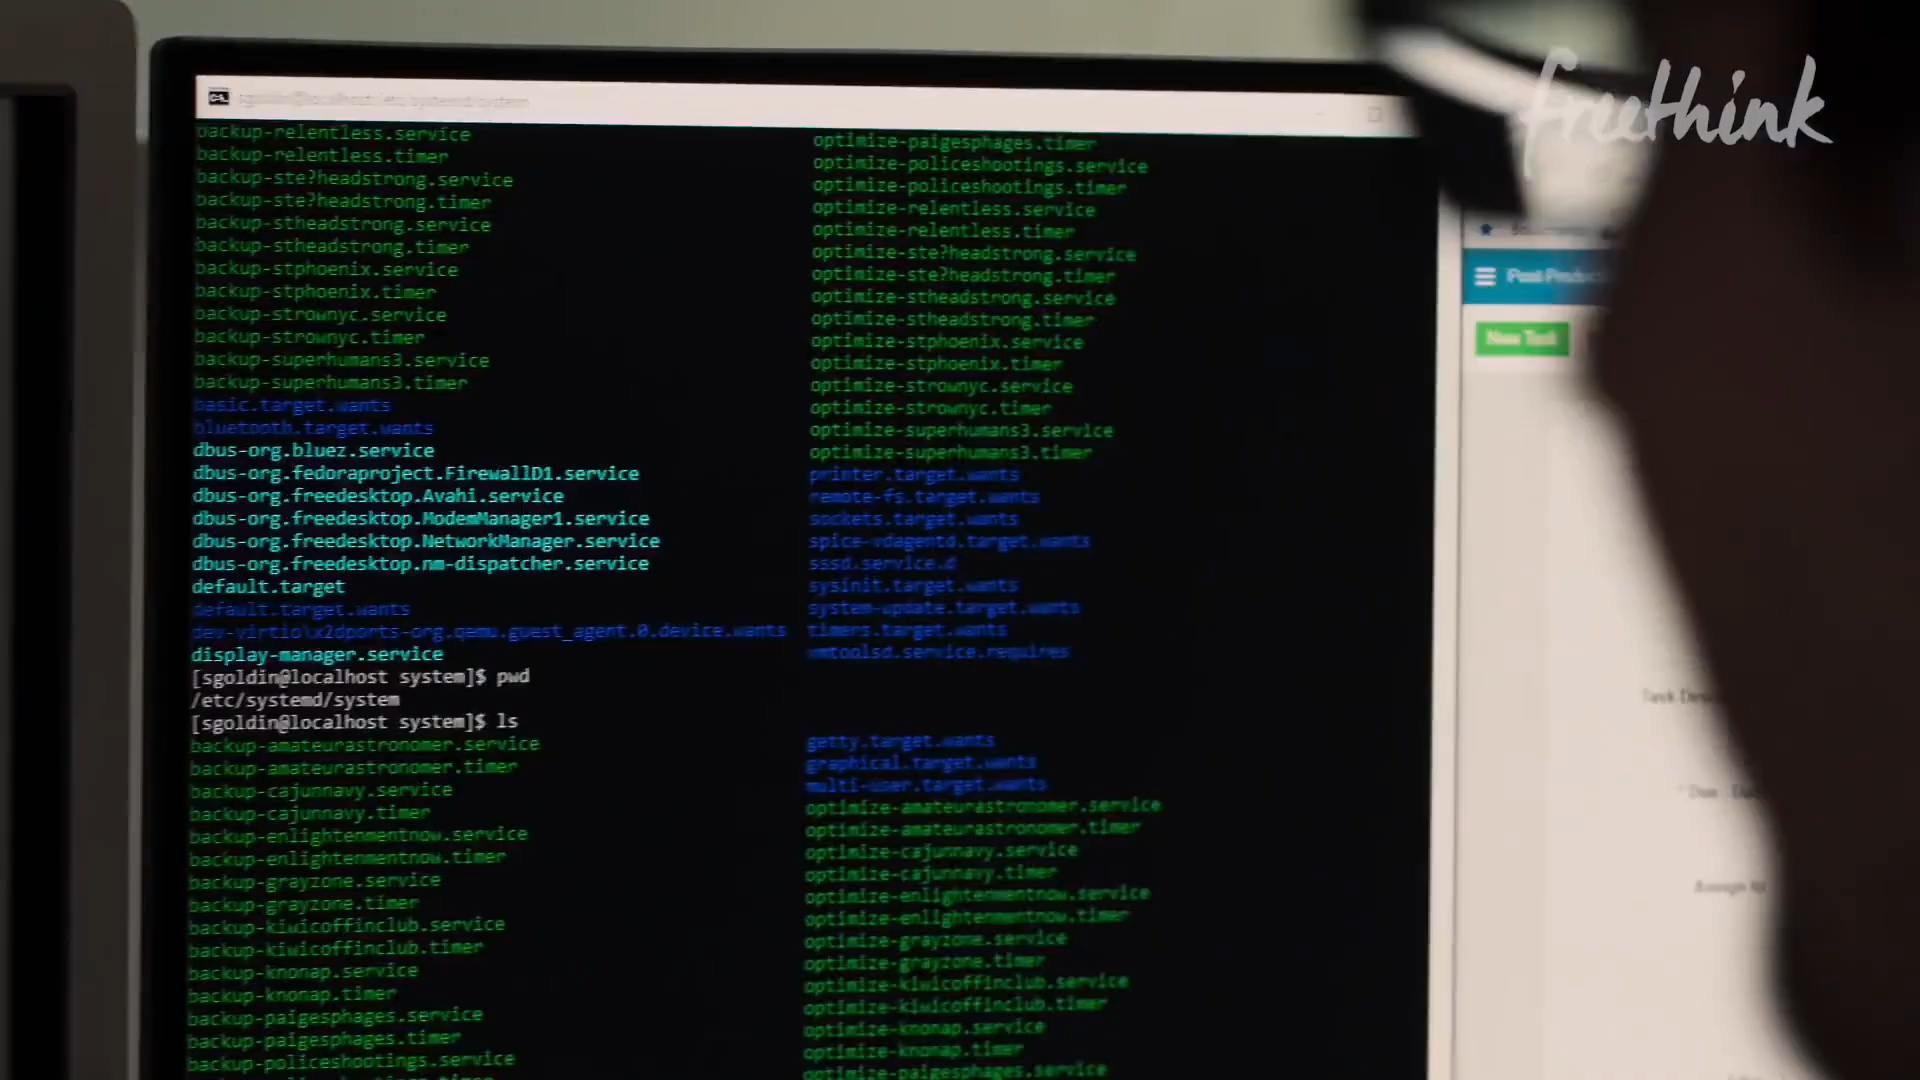 freethink
backup-relentless.service
backup-relentless.timer
backup-ste?headstrong.service
backup-ste?headstrong.timer
backup-stheadstrong.service
backup-stheadstrong.timer
backup-stphoenix.service
backup-stphoenix.timer
backup-strownyc.service
backup-strownyc.timer
backup-superhumans3.service
backup-superhumans3.timer
basic.target.wants
bluetooth.target.wants
dbus-org.bluez.service
dbus-org.fedoraproject.FirewallD1.service
dbus-org.freedesktop.Avahi.service
dbus-org.freedesktop.ModemManager1.service
dbus-org.freedesktop.NetworkManager.service
dbus-org.freedesktop.nm-dispatcher.service
default.target
default.target.wants
dev-virtio\x2dports-org.qemu.guest_agent.0.device.wants
display-manager.service
optimize-paigesphages.timer
optimize-policeshootings.service
optimize-policeshootings.timer
optimize-relentless.service
optimize-relentless.timer
optimize-ste?headstrong.service
optimize-ste?headstrong.timer
optimize-stheadstrong.service
optimize-stheadstrong.timer
optimize-stphoenix.service
optimize-stphoenix.timer
optimize-strownyc.service
optimize-strownyc.timer
optimize-superhumans3.service
optimize-superhumans3.timer
printer.target.wants
remote-fs.target.wants
sockets.target.wants
spice-vdagentd.target.wants
sssd.service.d
sysinit.target.wants
system-update.target.wants
timers.target.wants
vmtoolsd.service.requires
[sgoldin@localhost system]$ pwd
/etc/systemd/system
[sgoldin@localhost system]$ ls
backup-amateurastronomer.service
backup-amateurastronomer.timer
backup-cajunnavy.service
backup-cajunnavy.timer
backup-enlightenmentnow.service
backup-enlightenmentnow.timer
backup-grayzone.service
backup-grayzone.timer
backup-kiwicoffinclub.service
backup-kiwicoffinclub.timer
backup-knonap.service
backup-knonap.timer
backup-paigesphages.service
backup-paigesphages.timer
backup-policeshootings.service
getty.target.wants
graphical.target.wants
multi-user.target.wants
optimize-amateurastronomer.service
optimize-amateurastronomer.timer
optimize-cajunnavy.service
optimize-cajunnavy.timer
optimize-enlightenmentnow.service
optimize-enlightenmentnow.timer
optimize-grayzone.service
optimize-grayzone.timer
optimize-kiwicoffinclub.service
optimize-kiwicoffinclub.timer
optimize-knonap.service
optimize-knonap.timer
optimize-paigesphages.service
New Task